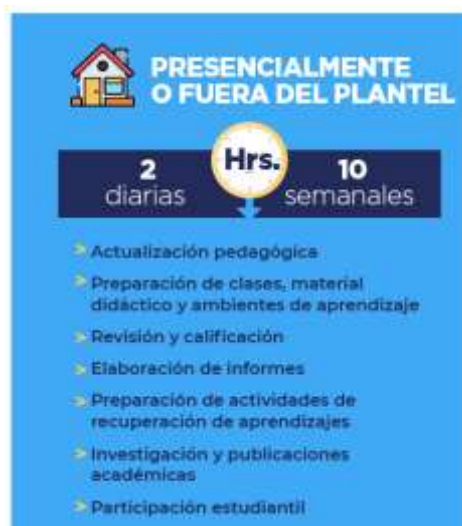 PRESENCIALMENTE
O FUERA DEL PLANTEL
2 diarias
Hrs.
10 semanales
> Actualización pedagógica
> Preparación de clases, material
didáctico y ambientes de aprendizaje
> Revisión y calificación
> Elaboración de informes
> Preparación de actividades de
recuperación de aprendizajes
> Investigación y publicaciones
académicas
> Participación estudiantil